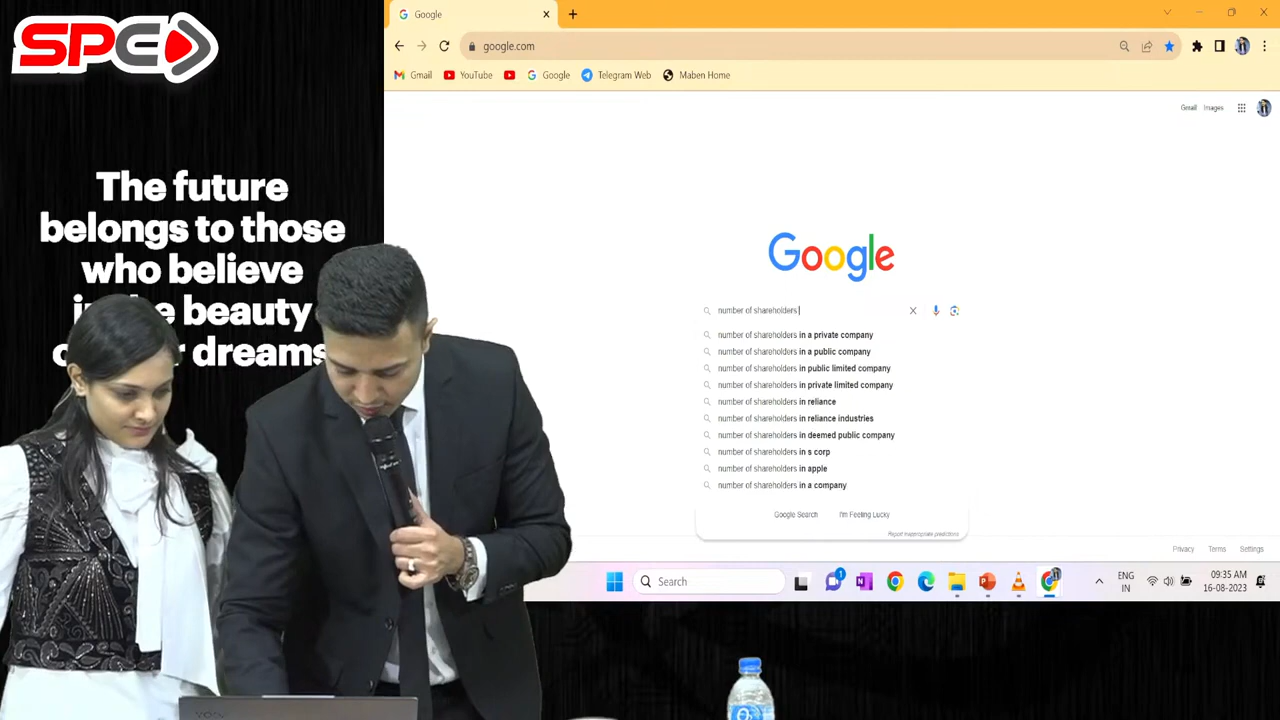 SPED
The future
belongs to those
who believe
beauty
dreams
Google
google.com
Gmail
YouTube
Google
Telegram Web
Maben Home
Gmail
Images
Google
number of shareholders
number of shareholders in a private company
number of shareholders in a public company
number of shareholders in public limited company
number of shareholders in private limited company
number of shareholders in reliance
number of shareholders in reliance industries
number of shareholders in deemed public company
number of shareholders in s corp
number of shareholders in apple
number of shareholders in a company
Google Search
I'm Feeling Lucky
Report inappropriate predictions
Privacy
Terms
Settings
Search
1
ENG
IN
09:35 AM
16-08-2023